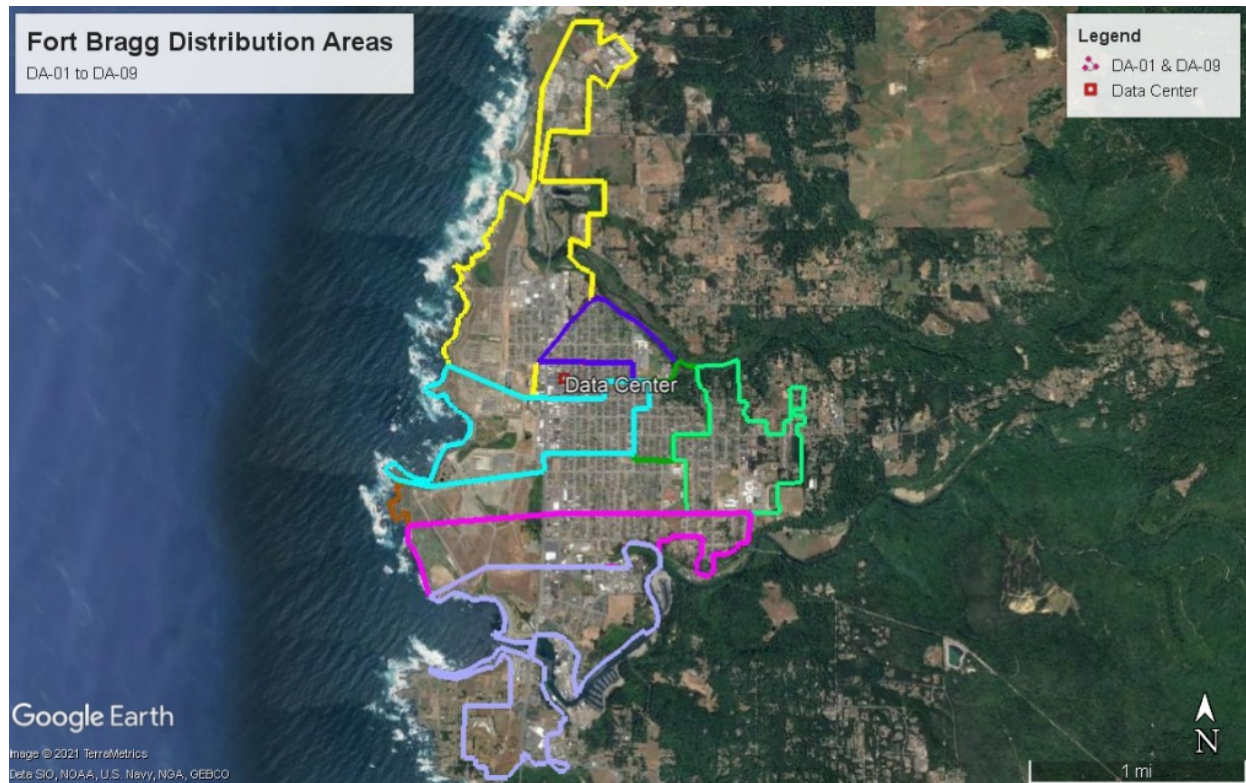 Fort Bragg Distribution Areas
DA-01 to DA-09
Legend
DA-01 & DA-09
Data Center
Data Center
Google Earth
Image © 2021 TerraMetrics
Data SIO, NOAA, U.S. Navy, NGA, GEBCO
N
1 mi